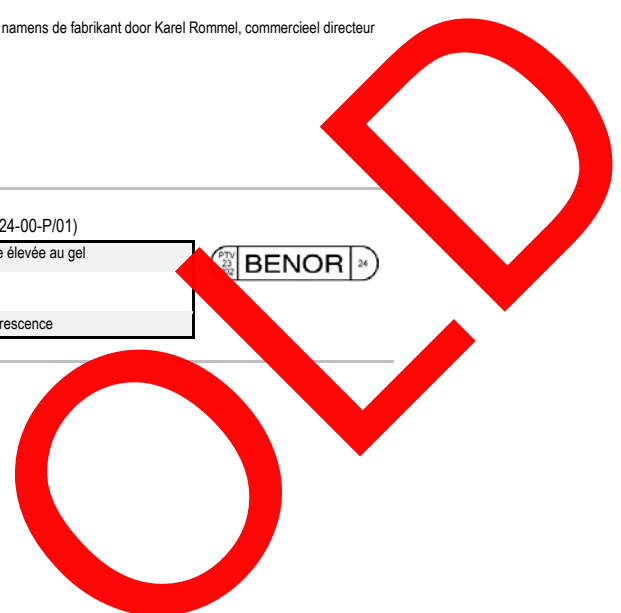 namens de fabrikant door Karel Rommel, commercieel directeur
24-00-P/01)
e élevée au gel
PTV
23
BENOR
24
rescence
OLD